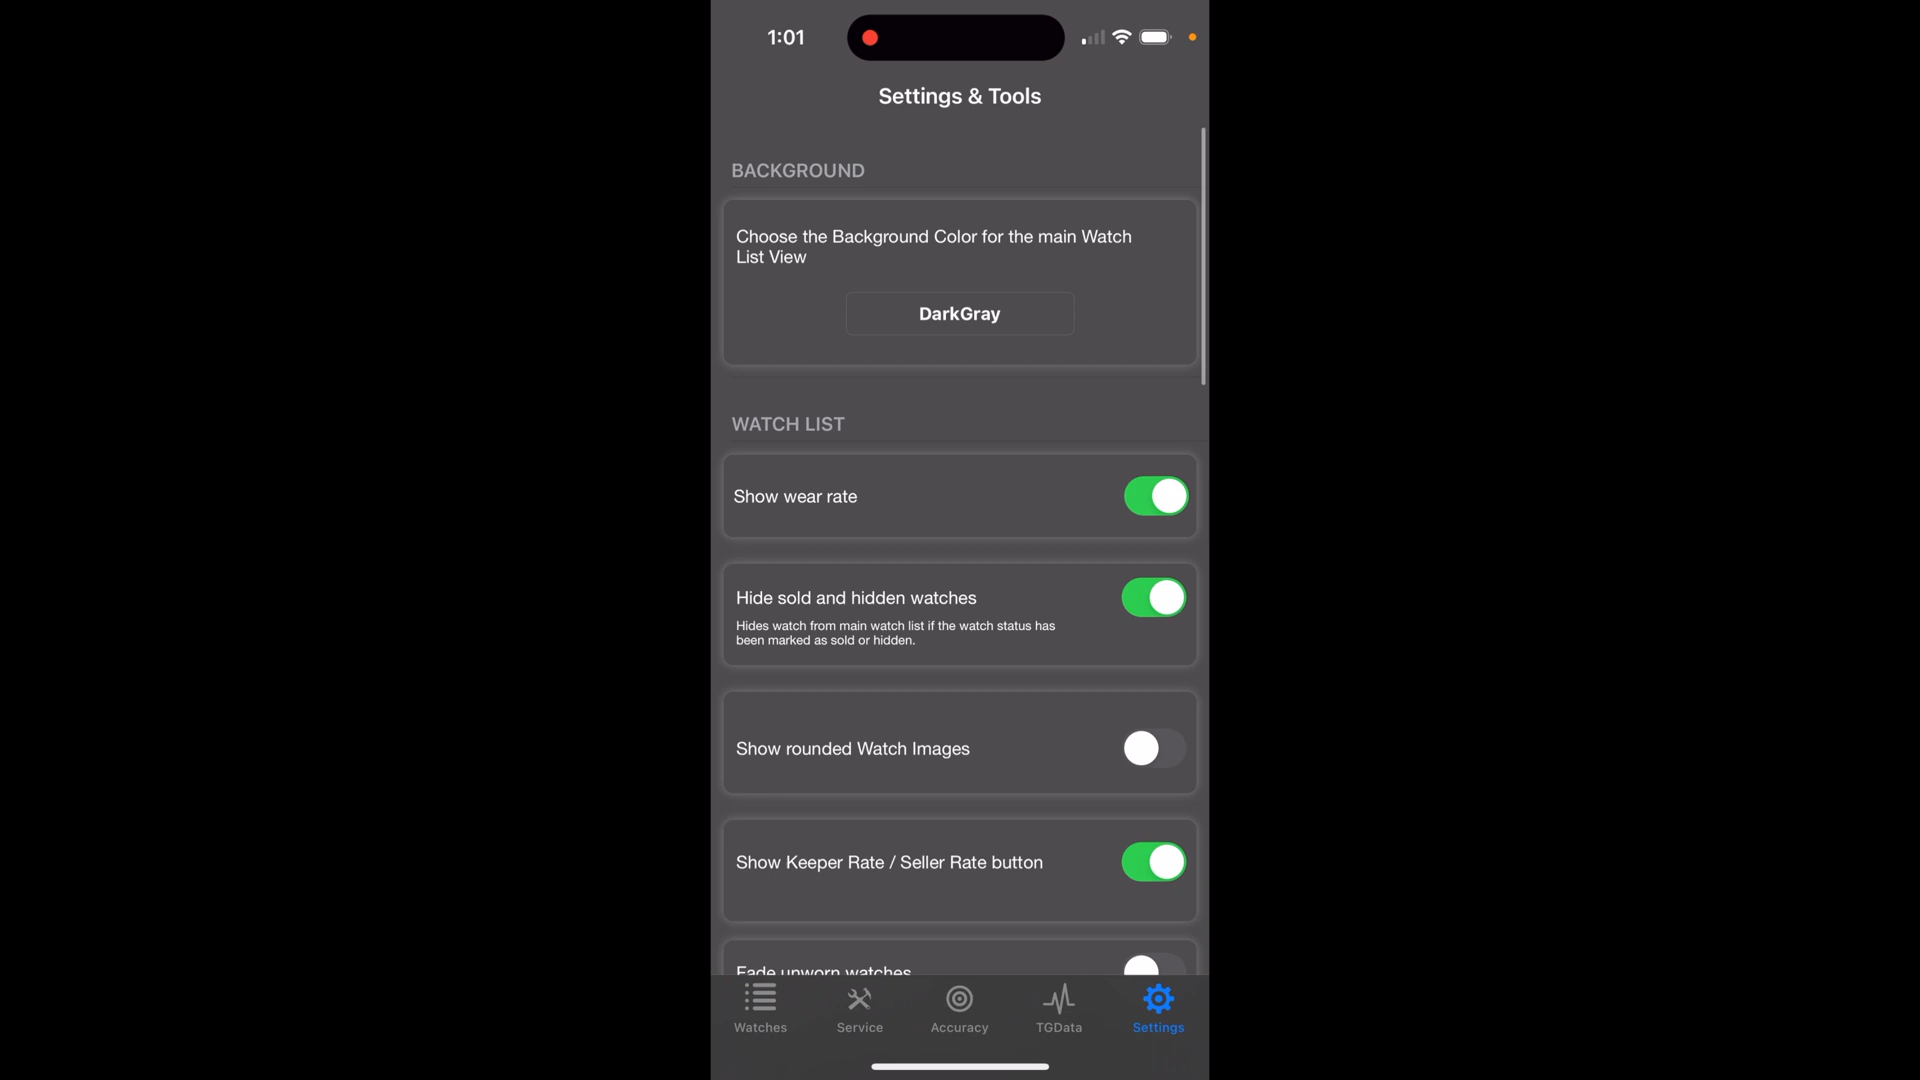 1:01
Settings & Tools
BACKGROUND
Choose the Background Color for the main Watch
List View
DarkGray
WATCH LIST
Show wear rate
Hide sold and hidden watches
Hides watch from main watch list if the watch status has
been marked as sold or hidden.
Show rounded Watch Images
Show Keeper Rate / Seller Rate button
Fade unworn watches
Watches
Service
Accuracy
TGData
Settings